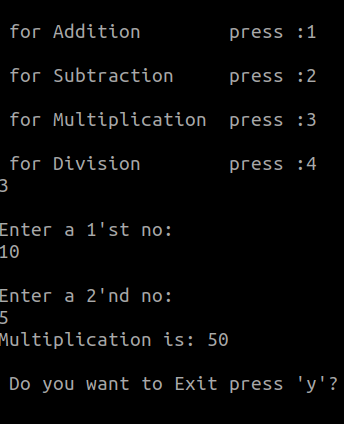 for Addition        press :1
for Subtraction     press :2
for Multiplication  press :3
for Division        press :4
3
Enter a 1'st no:
10
Enter a 2'nd no:
5
Multiplication is: 50
Do you want to Exit press 'y'?